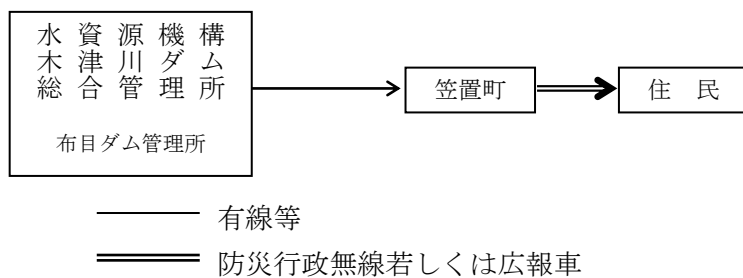 水資源機構
木津川ダム
総合管理所
布目ダム管理所
笠置町
住　民
有線等
防災行政無線若しくは広報車